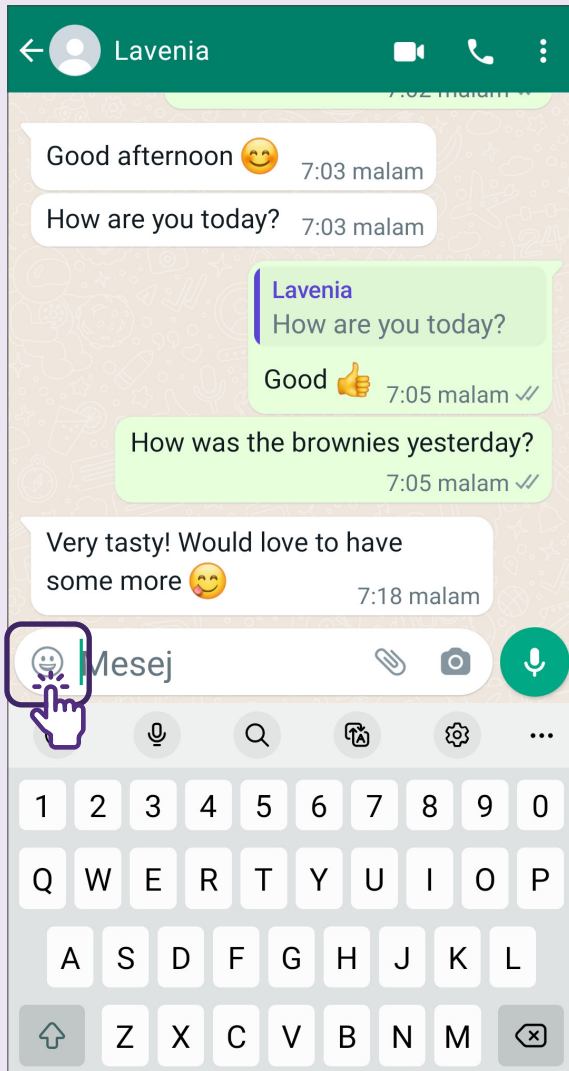 Lavenia
Good afternoon 😊 7:03 malam
How are you today? 7:03 malam
Lavenia
How are you today?
Good 👍 7:05 malam
How was the brownies yesterday?
7:05 malam
Very tasty! Would love to have
some more 😋 7:18 malam
Mesej
1 2 3 4 5 6 7 8 9 0
Q W E R T Y U I O P
A S D F G H J K L
Z X C V B N M